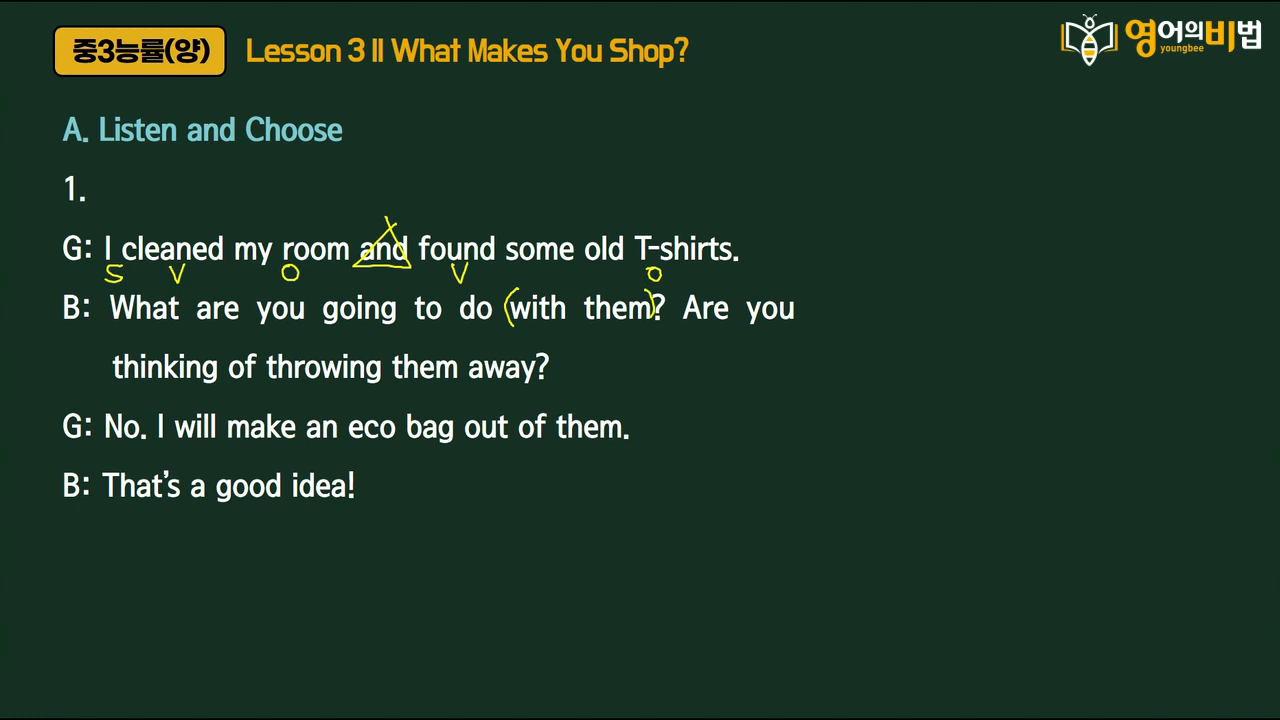 중3능률(양) Lesson 3 II What Makes You Shop?
영어의비법
youngbee
A. Listen and Choose
1.
G: I cleaned my room and found some old T-shirts.
S V O V O
B: What are you going to do (with them)? Are you
thinking of throwing them away?
G: No. I will make an eco bag out of them.
B: That's a good idea!